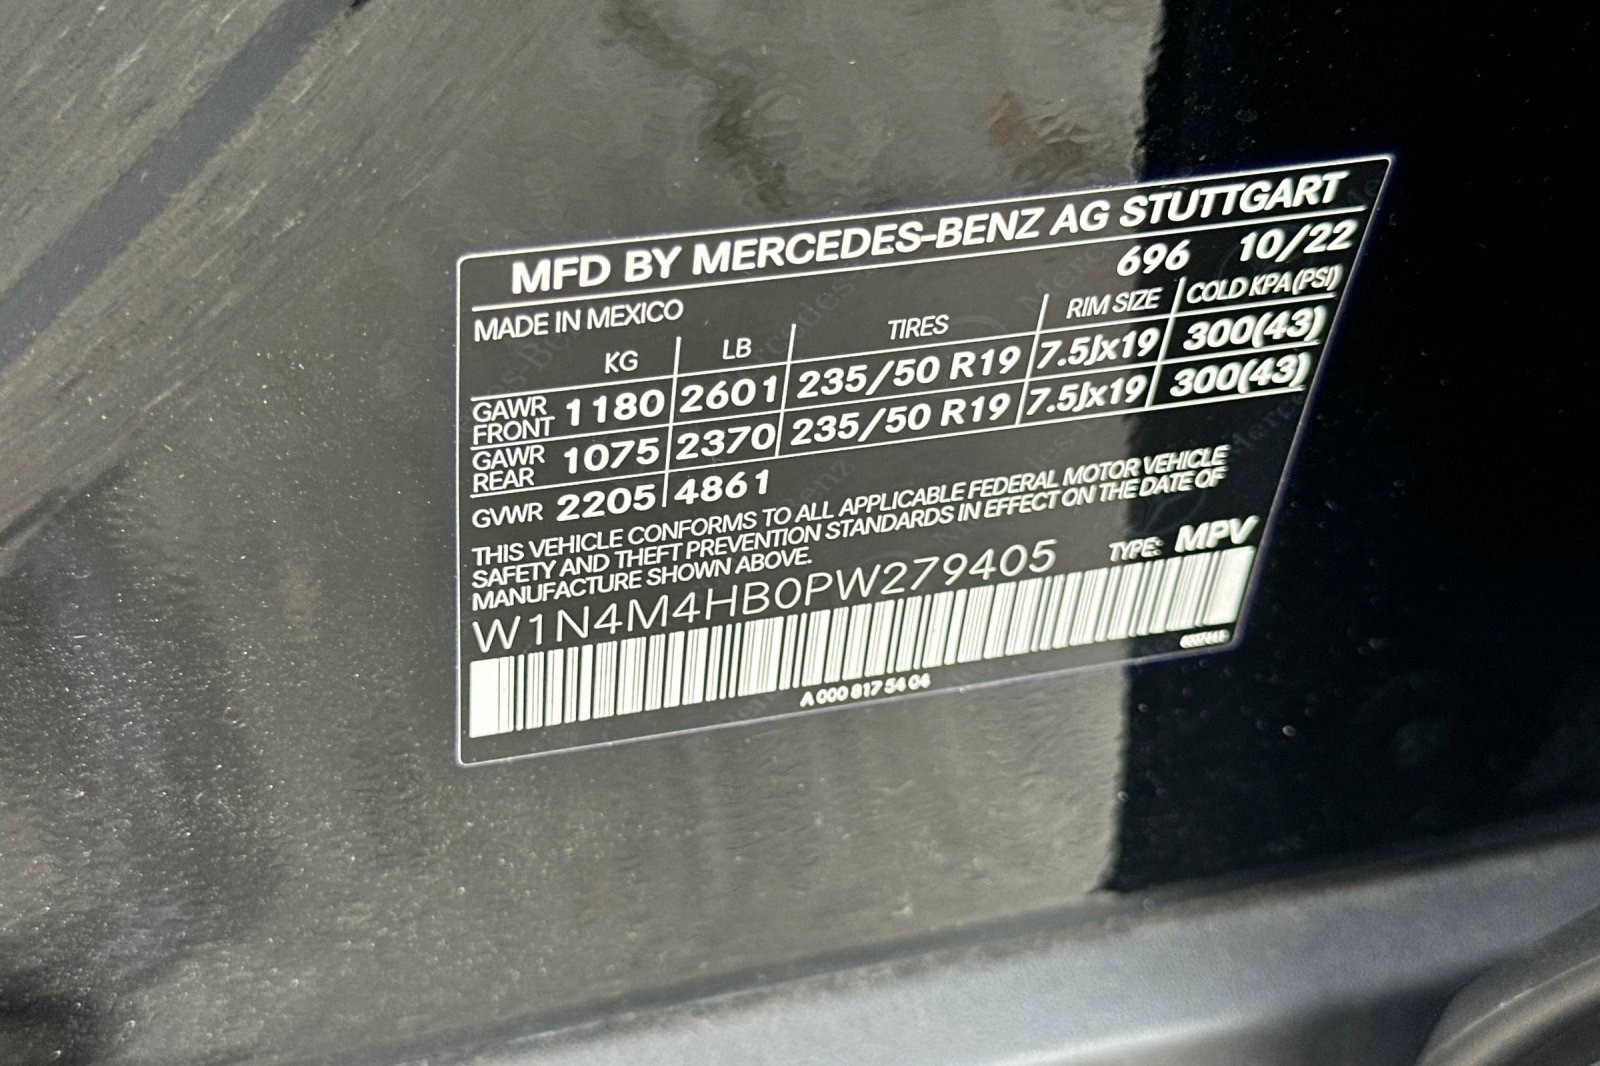 MFD BY MERCEDES-BENZ AG STUTTGART
MADE IN MEXICO 696 10/22
KG LB TIRES RIM SIZE COLD KPA (PSI)
GAWR FRONT 1180 2601 235/50 R19 7.5Jx19 300(43)
GAWR REAR 1075 2370 235/50 R19 7.5Jx19 300(43)
GVWR 2205 4861
THIS VEHICLE CONFORMS TO ALL APPLICABLE FEDERAL MOTOR VEHICLE
SAFETY AND THEFT PREVENTION STANDARDS IN EFFECT ON THE DATE OF
MANUFACTURE SHOWN ABOVE.
W1N4M4HB0PW279405 TYPE: MPV
A 000 817 54 04